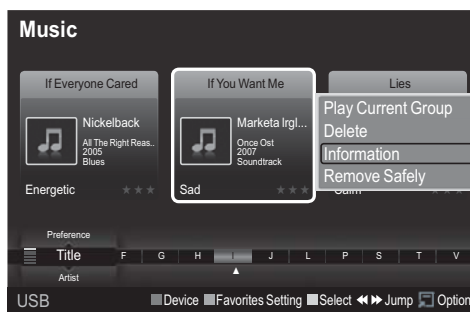 Music
If Everyone Cared
If You Want Me
Lies
Nickelback
All The Right Reas..
2005
Blues
Energetic
Marketa Irgl...
Once Ost
2007
Soundtrack
Sad
Play Current Group
Delete
Information
Remove Safely
Preference
Title
Artist
F G H I J L P S T V
USB
Device Favorites Setting Select Jump Option